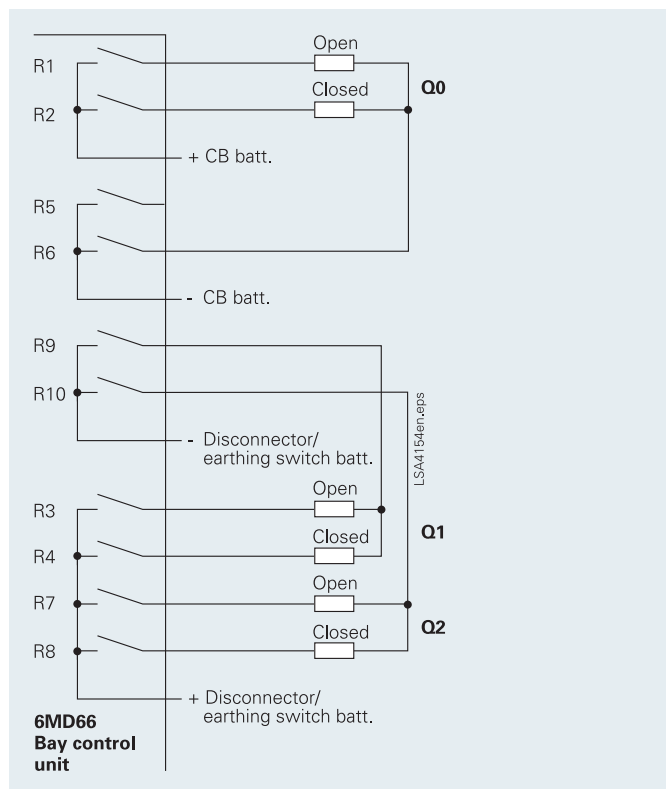 Open
R1
Closed
Q0
R2
+ CB batt.
R5
R6
- CB batt.
R9
R10
- Disconnector/
earthing switch batt.
LSA4154en.eps
Open
R3
Closed
Q1
R4
Open
R7
Closed
Q2
R8
+ Disconnector/
earthing switch batt.
6MD66
Bay control
unit